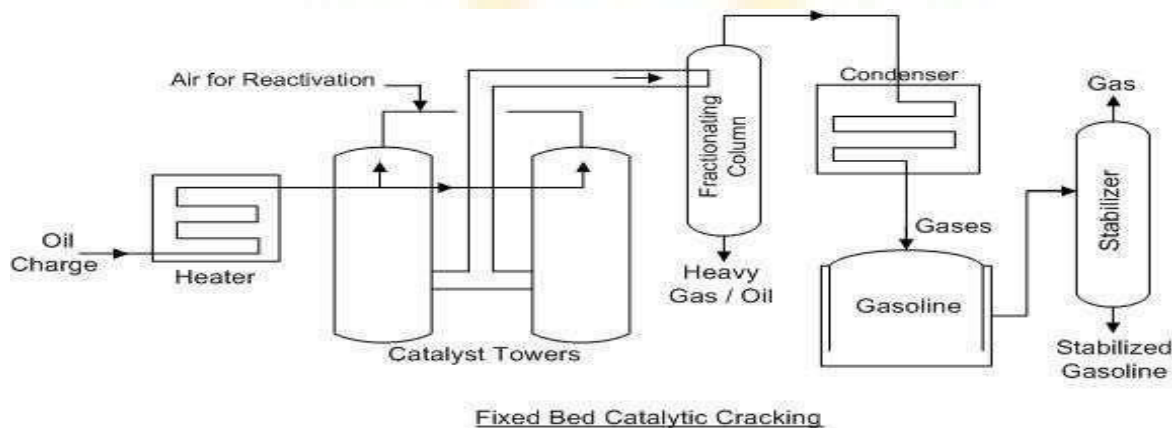 Air for Reactivation
Oil
Charge
Heater
Catalyst Towers
Fractionating
Column
Heavy
Gas / Oil
Condenser
Gases
Gasoline
Gas
Stabilizer
Stabilized
Gasoline
Fixed Bed Catalytic Cracking